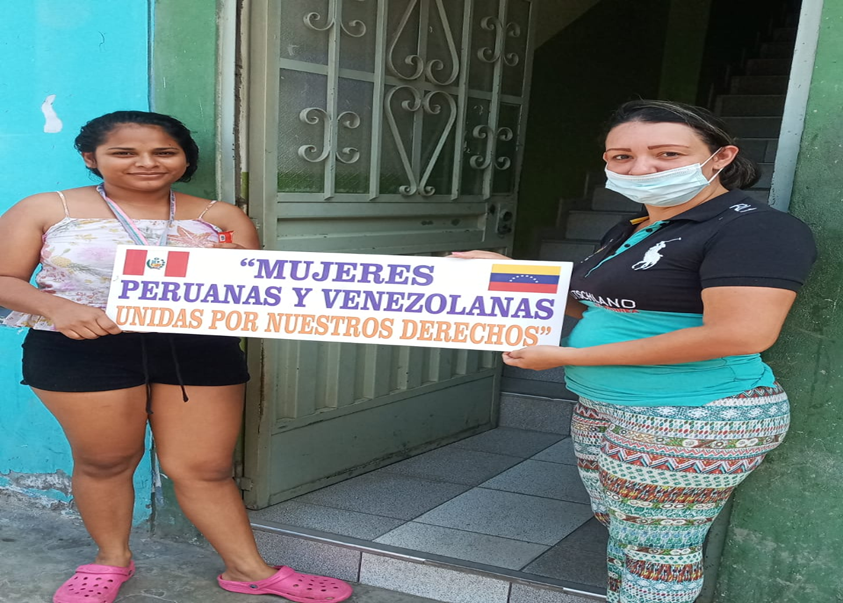 “MUJERES
PERUANAS Y VENEZOLANAS
UNIDAS POR NUESTROS DERECHOS”